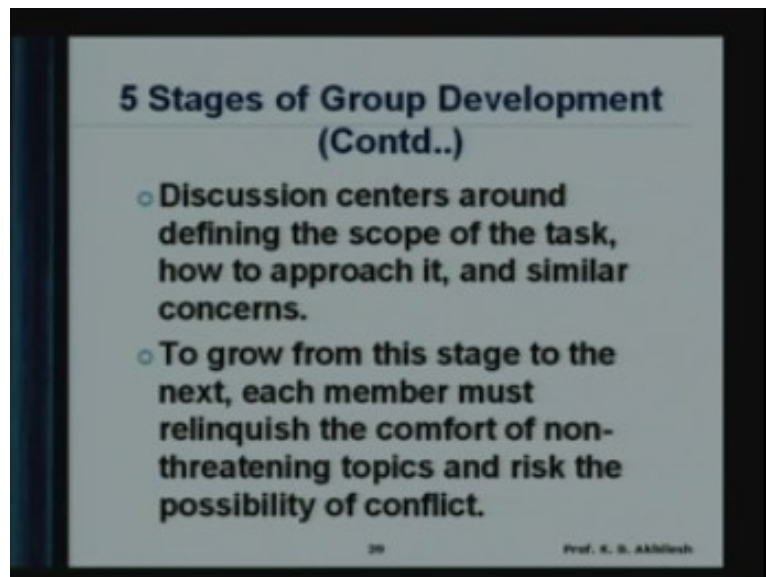 5 Stages of Group Development
(Contd..)
Discussion centers around
defining the scope of the task,
how to approach it, and similar
concerns.
To grow from this stage to the
next, each member must
relinquish the comfort of non-
threatening topics and risk the
possibility of conflict.
Prof. K. B. Akhilesh